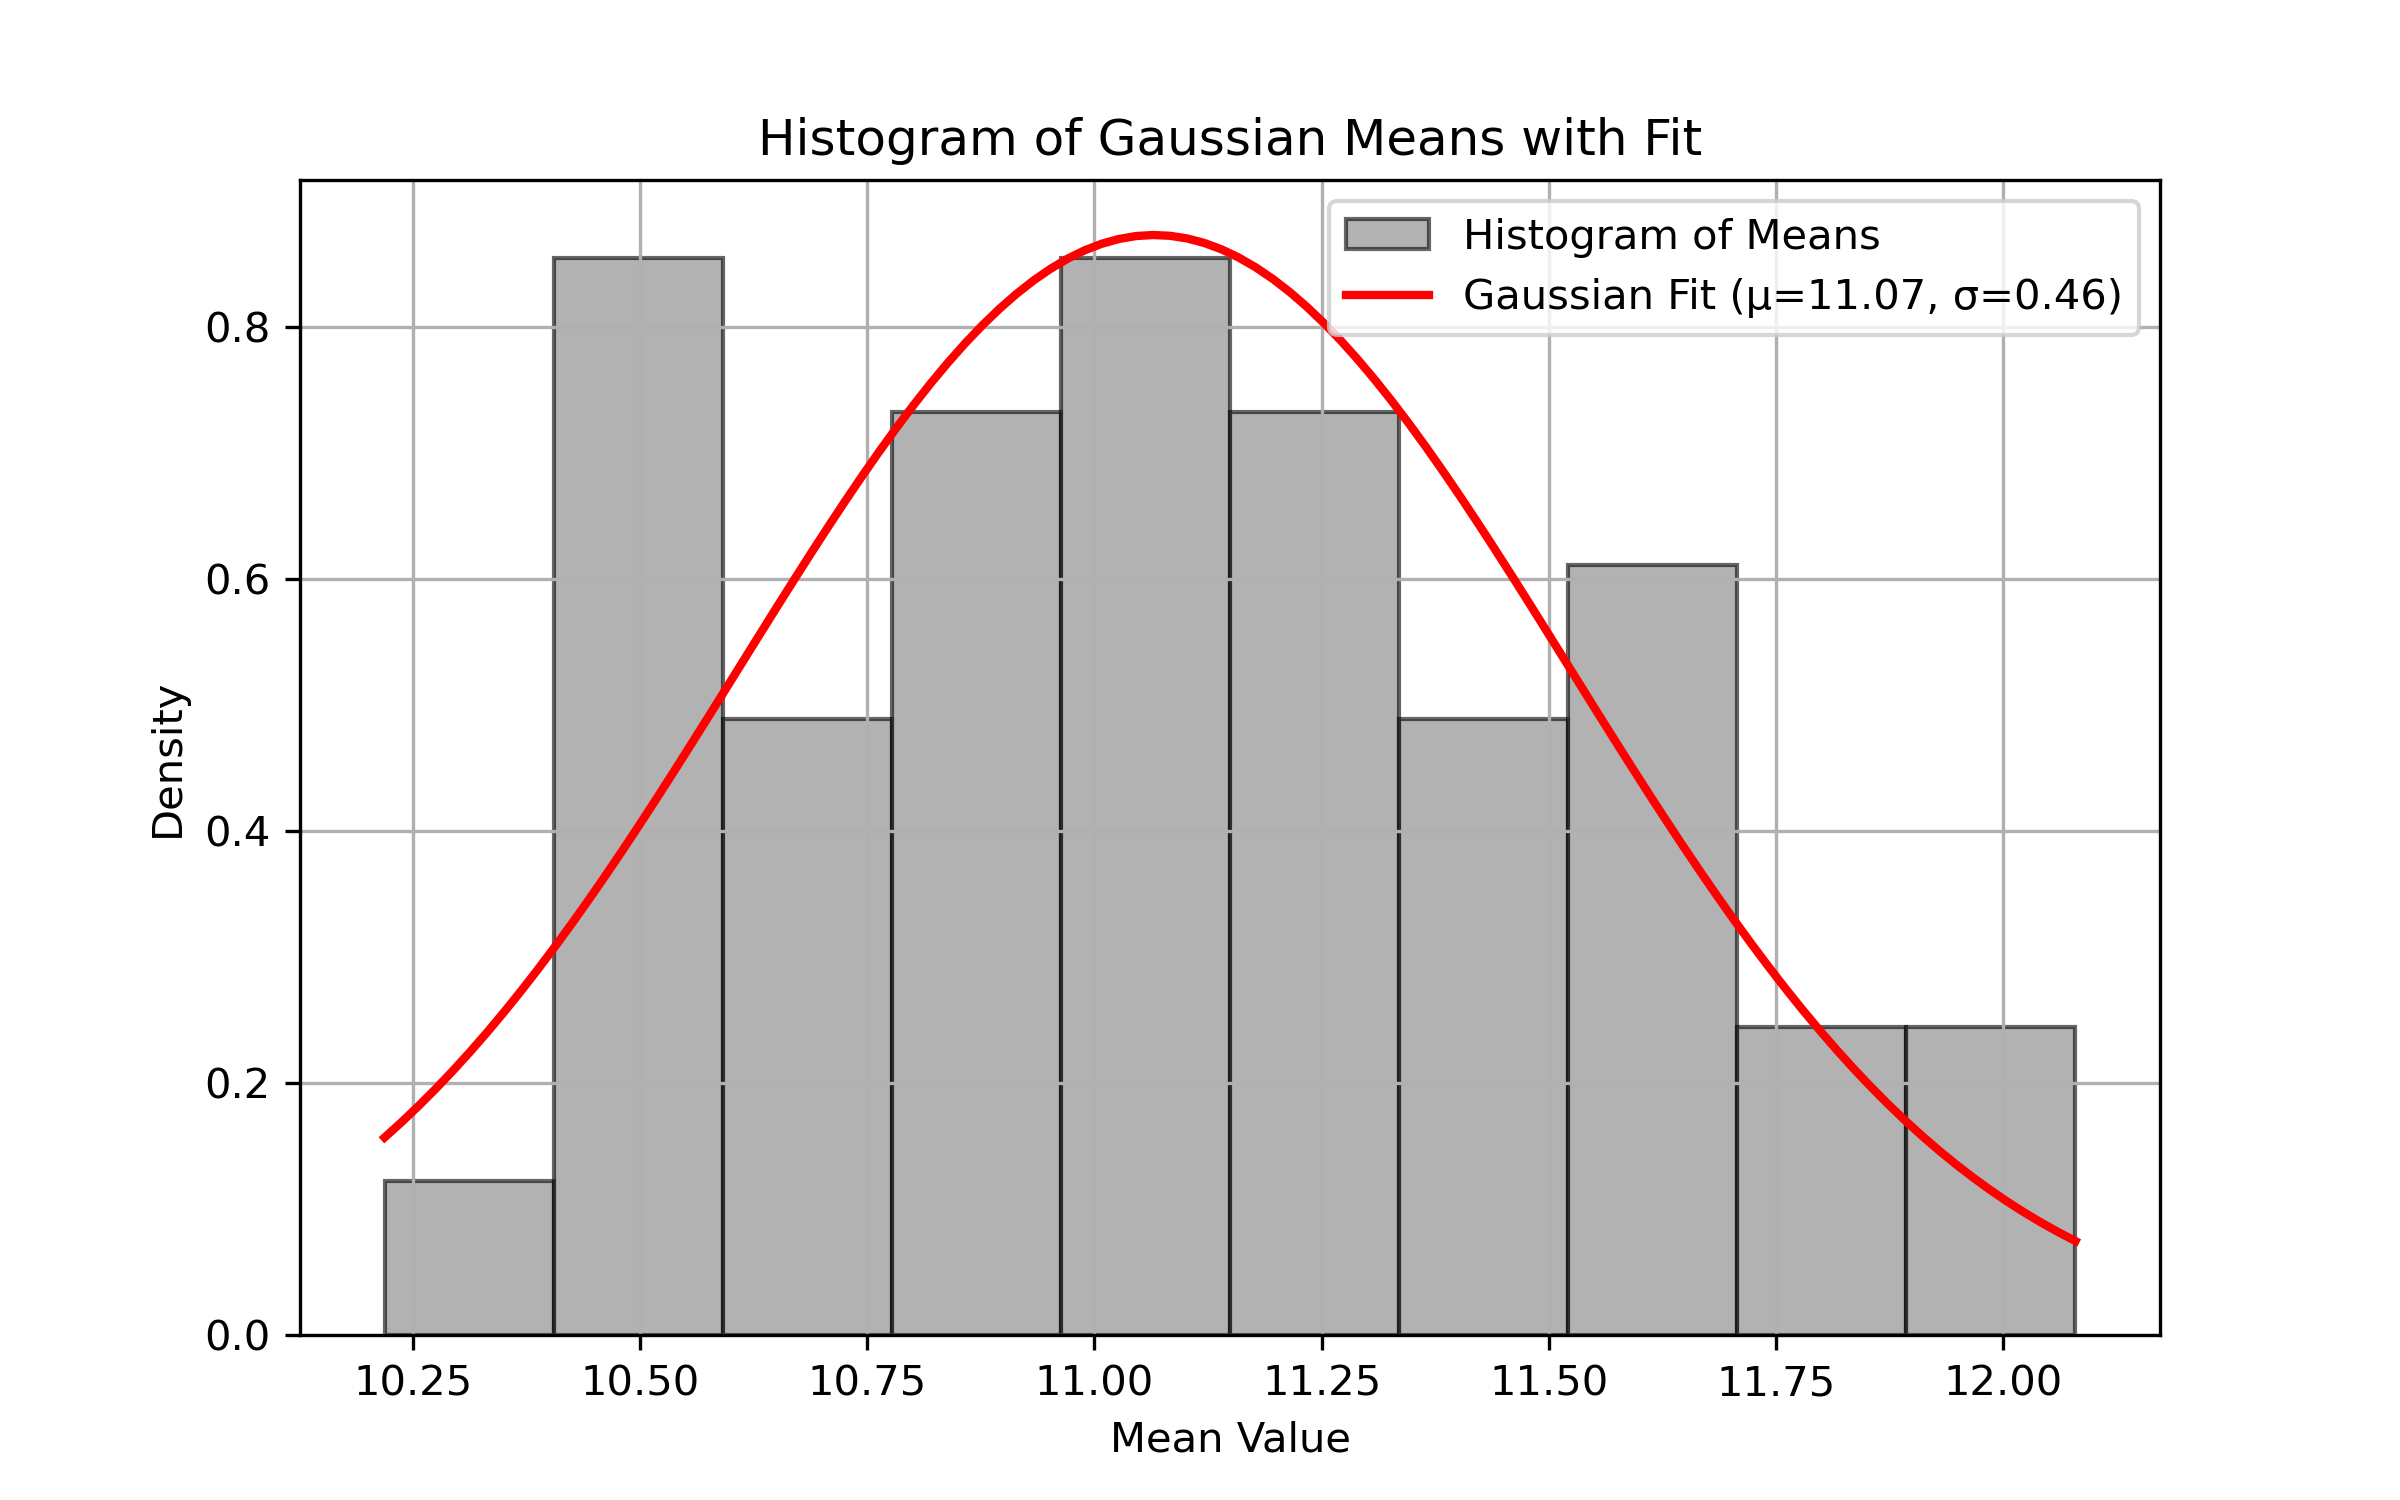 Histogram of Gaussian Means with Fit
Histogram of Means
Gaussian Fit (μ=11.07, σ=0.46)
Density
0.8
0.6
0.4
0.2
0.0
10.25 10.50 10.75 11.00 11.25 11.50 11.75 12.00
Mean Value